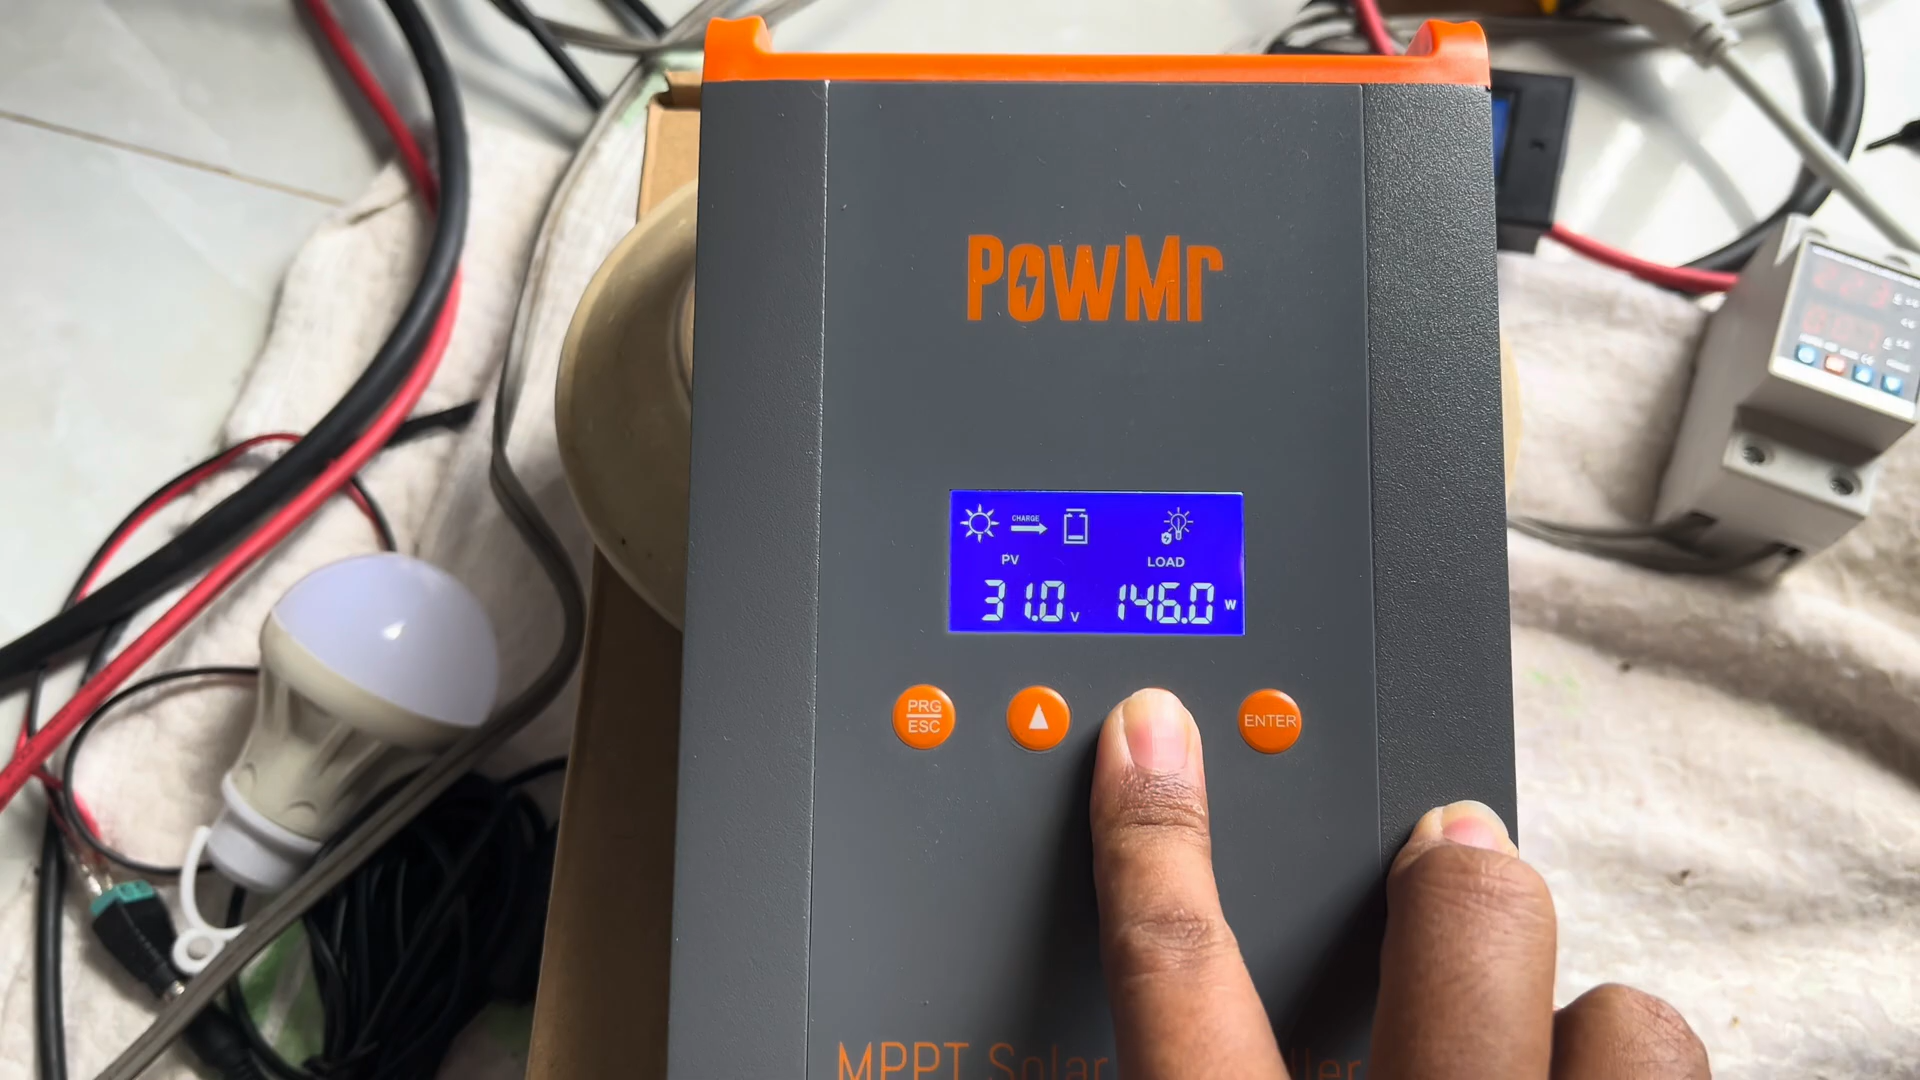 PowMr
CHARGE
PV LOAD
31.0 V 146.0 W
PRG
ESC
ENTER
MPPT Solar